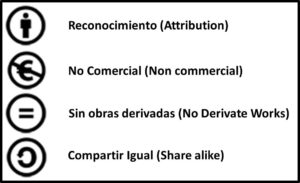 Reconocimiento (Attribution)
No Comercial (Non commercial)
Sin obras derivadas (No Derivate Works)
Compartir Igual (Share alike)